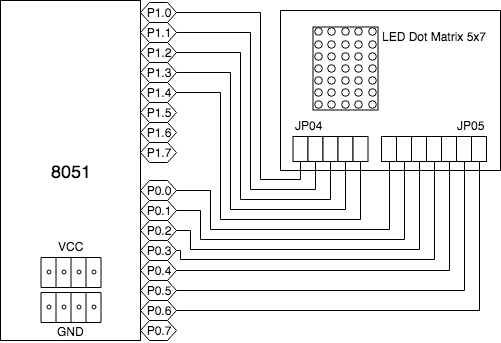 P1.0
P1.1
P1.2
P1.3
P1.4
P1.5
P1.6
P1.7
8051
P0.0
P0.1
P0.2
P0.3
P0.4
P0.5
P0.6
P0.7
VCC
GND
LED Dot Matrix 5x7
JP04
JP05